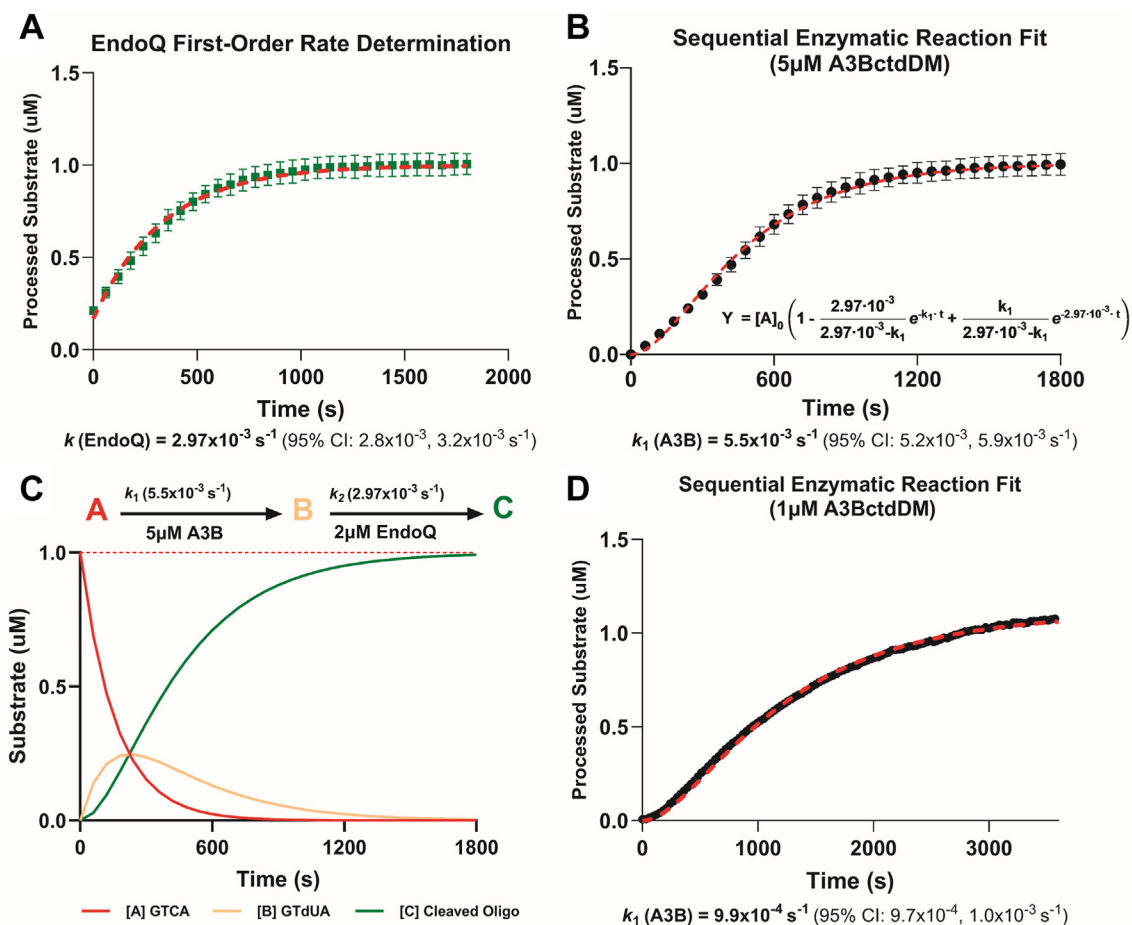 A
EndoQ First-Order Rate Determination
Processed Substrate (uM)
1.5
1.0
0.5
0.0
0
500
1000
1500
2000
Time (s)
k (EndoQ) = 2.97x10⁻³ s⁻¹ (95% CI: 2.8x10⁻³, 3.2x10⁻³ s⁻¹)
B
Sequential Enzymatic Reaction Fit
(5µM A3BctdDM)
Processed Substrate (uM)
1.5
1.0
0.5
0.0
Y = [A]₀ (1 - 2.97·10⁻³ / 2.97·10⁻³-k₁ e^-k₁· t + k₁ / 2.97·10⁻³-k₁ e^-2.97·10⁻³· t)
0
600
1200
1800
Time (s)
k₁ (A3B) = 5.5x10⁻³ s⁻¹ (95% CI: 5.2x10⁻³, 5.9x10⁻³ s⁻¹)
C
k₁ (5.5x10⁻³ s⁻¹)
k₂ (2.97x10⁻³ s⁻¹)
A
B
C
5µM A3B
2µM EndoQ
Substrate (uM)
1.0
0.5
0.0
0
600
1200
1800
Time (s)
[A] GTCA
[B] GTdUA
[C] Cleaved Oligo
D
Sequential Enzymatic Reaction Fit
(1µM A3BctdDM)
Processed Substrate (uM)
1.5
1.0
0.5
0.0
0
1000
2000
3000
Time (s)
k₁ (A3B) = 9.9x10⁻⁴ s⁻¹ (95% CI: 9.7x10⁻⁴, 1.0x10⁻³ s⁻¹)